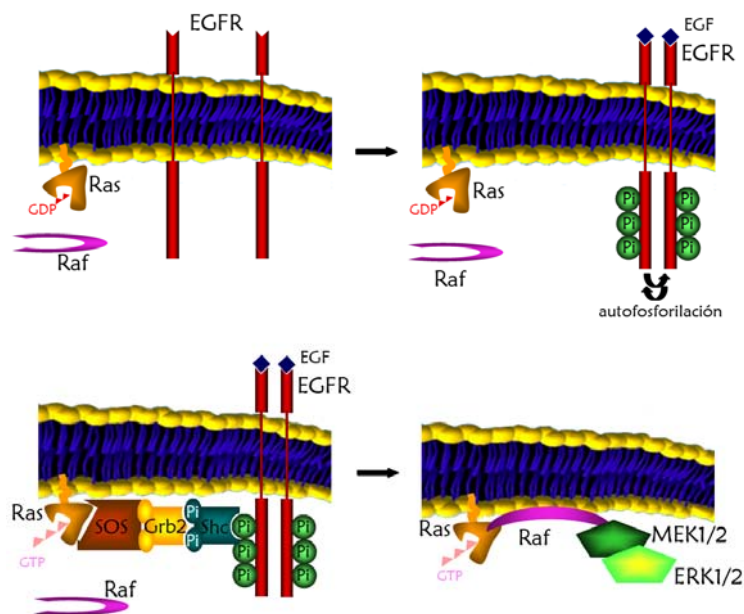 EGFR
Ras
GDP
Raf
EGF
EGFR
Ras
GDP
Pi Pi
Pi Pi
Pi Pi
Raf
autofosforilación
EGF
EGFR
Ras
SOS
Grb2
Pi
Pi
Shc
Pi Pi
Pi Pi
Pi Pi
GTP
Raf
Ras
GTP
Raf
MEK1/2
ERK1/2